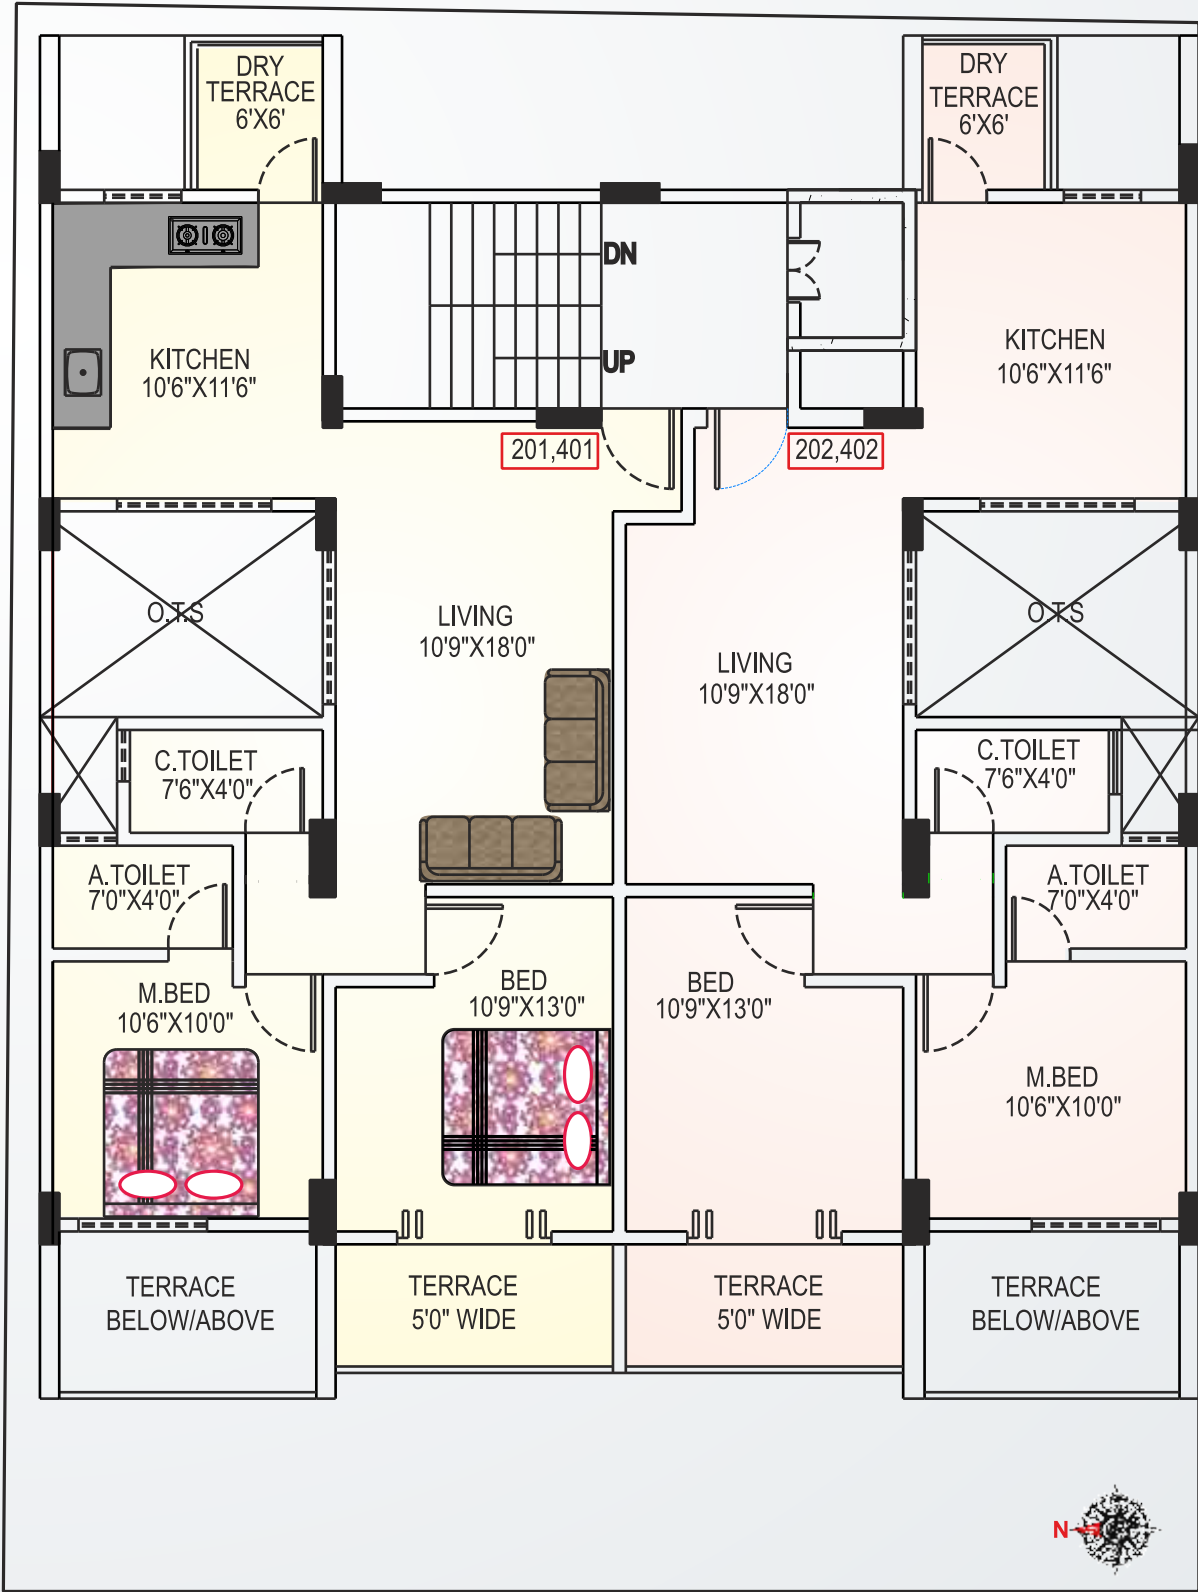 DRY
TERRACE
6'X6'
DRY
TERRACE
6'X6'
DN
UP
KITCHEN
10'6"X11'6"
KITCHEN
10'6"X11'6"
201,401
202,402
O.T.S
O.T.S
LIVING
10'9"X18'0"
LIVING
10'9"X18'0"
C.TOILET
7'6"X4'0"
C.TOILET
7'6"X4'0"
A.TOILET
7'0"X4'0"
A.TOILET
7'0"X4'0"
M.BED
10'6"X10'0"
BED
10'9"X13'0"
BED
10'9"X13'0"
M.BED
10'6"X10'0"
TERRACE
BELOW/ABOVE
TERRACE
5'0" WIDE
TERRACE
5'0" WIDE
TERRACE
BELOW/ABOVE
N